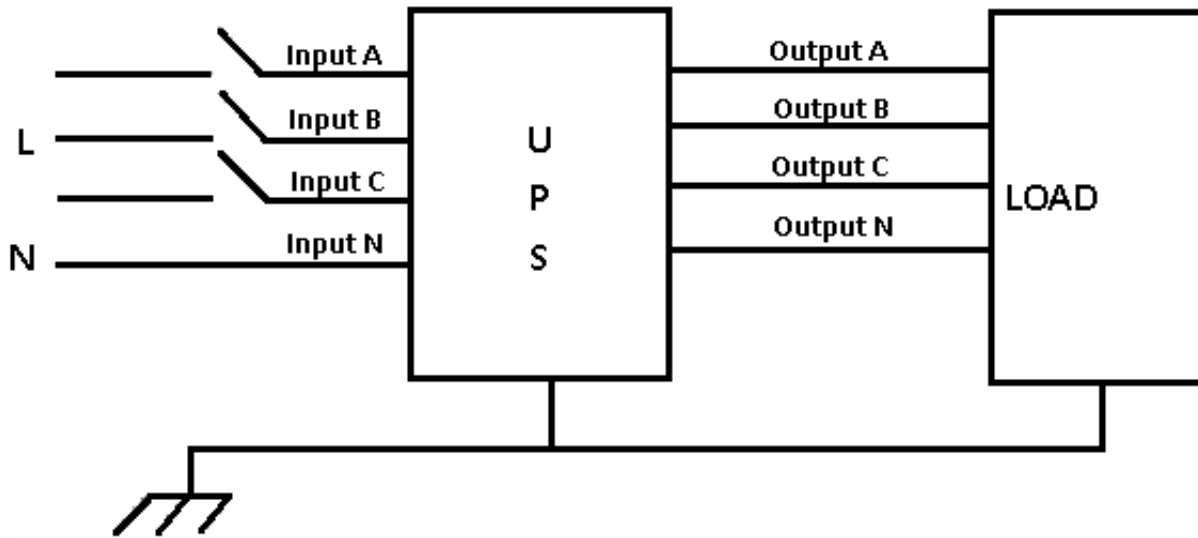 Input A
Output A
Input B
Output B
L
U
Input C
Output C
P
LOAD
Input N
Output N
N
S